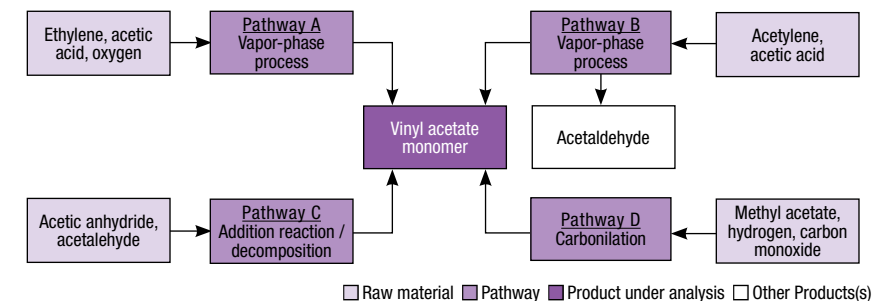 Ethylene, acetic
acid, oxygen
Pathway A
Vapor-phase
process
Pathway B
Vapor-phase
process
Acetylene,
acetic acid
Vinyl acetate
monomer
Acetaldehyde
Acetic anhydride,
acetalehyde
Pathway C
Addition reaction /
decomposition
Pathway D
Carbonilation
Methyl acetate,
hydrogen, carbon
monoxide
Raw material Pathway Product under analysis Other Products(s)